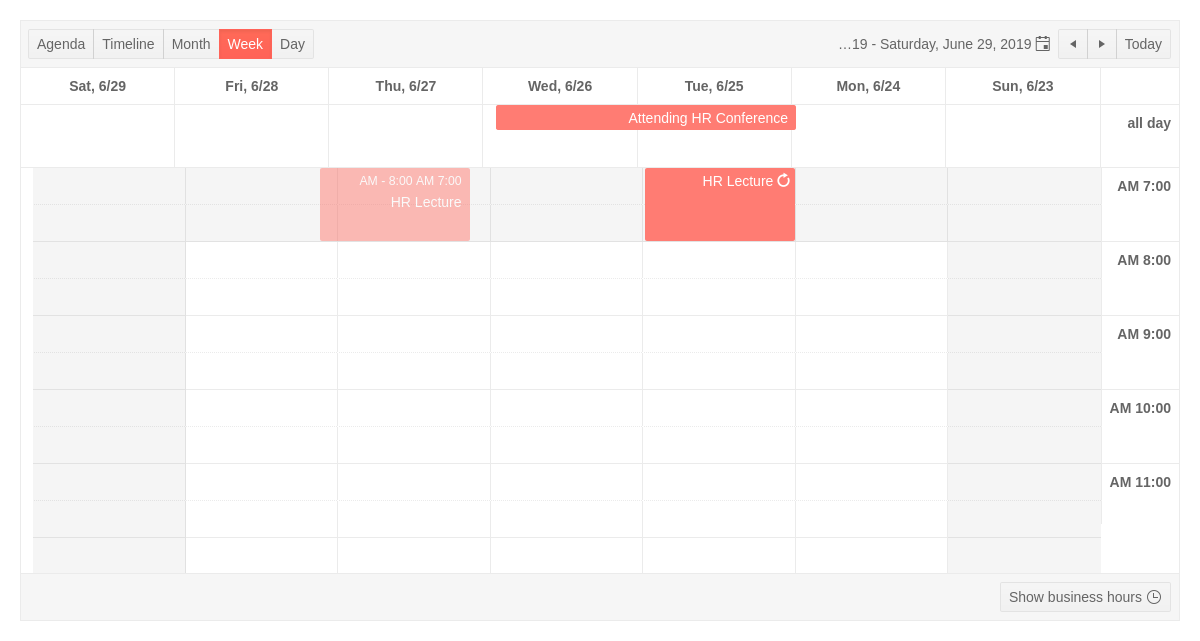 Agenda Timeline Month Week Day
…19 - Saturday, June 29, 2019
Today
Sat, 6/29 Fri, 6/28 Thu, 6/27 Wed, 6/26 Tue, 6/25 Mon, 6/24 Sun, 6/23
Attending HR Conference
all day
AM - 8:00 AM 7:00
HR Lecture
HR Lecture
AM 7:00
AM 8:00
AM 9:00
AM 10:00
AM 11:00
Show business hours